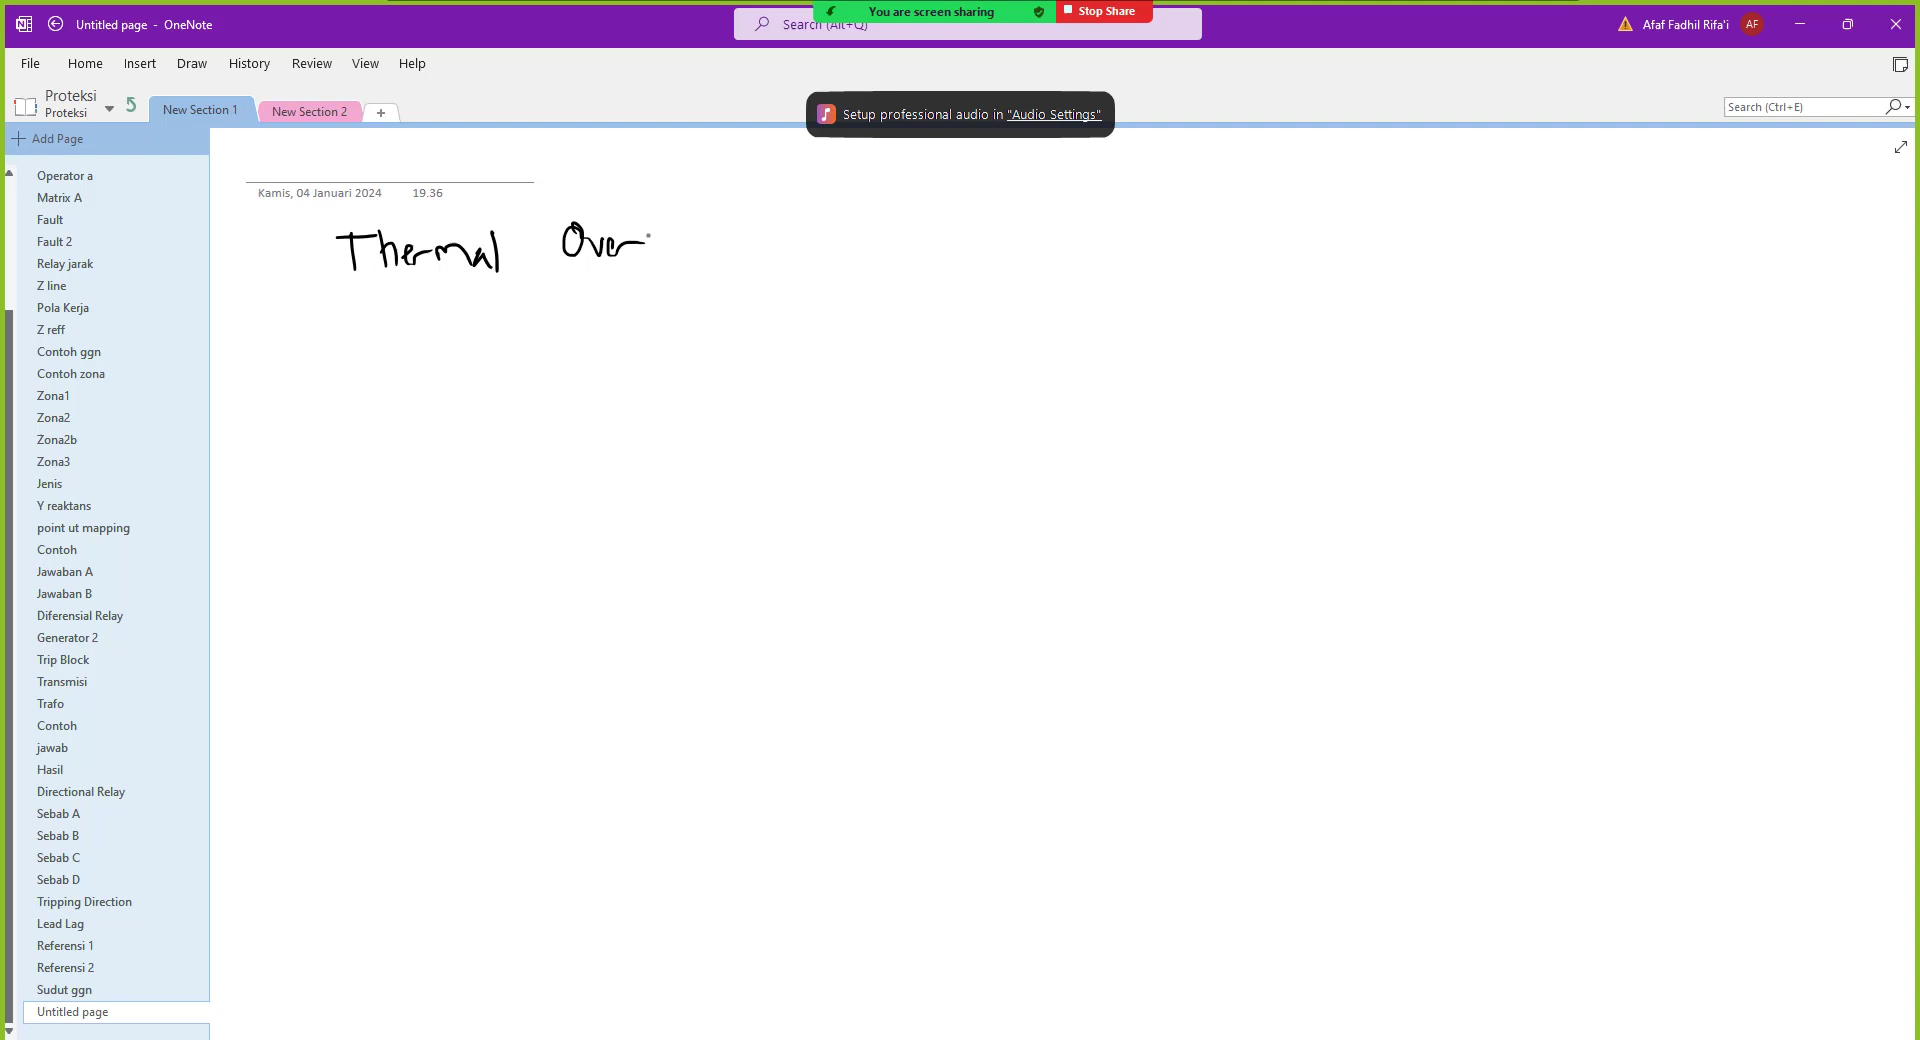 Untitled page - OneNote
Search (Alt+Q)
You are screen sharing
Stop Share
Afaf Fadhil Rifa'i
AF
File Home Insert Draw History Review View Help
Proteksi
Proteksi
New Section 1
New Section 2
+
Setup professional audio in "Audio Settings"
Search (Ctrl+E)
Add Page
Kamis, 04 Januari 2024 19.36
Thermal Over
Operator a
Matrix A
Fault
Fault 2
Relay jarak
Z line
Pola Kerja
Z reff
Contoh ggn
Contoh zona
Zona1
Zona2
Zona2b
Zona3
Jenis
Y reaktans
point ut mapping
Contoh
Jawaban A
Jawaban B
Diferensial Relay
Generator 2
Trip Block
Transmisi
Trafo
Contoh
jawab
Hasil
Directional Relay
Sebab A
Sebab B
Sebab C
Sebab D
Tripping Direction
Lead Lag
Referensi 1
Referensi 2
Sudut ggn
Untitled page